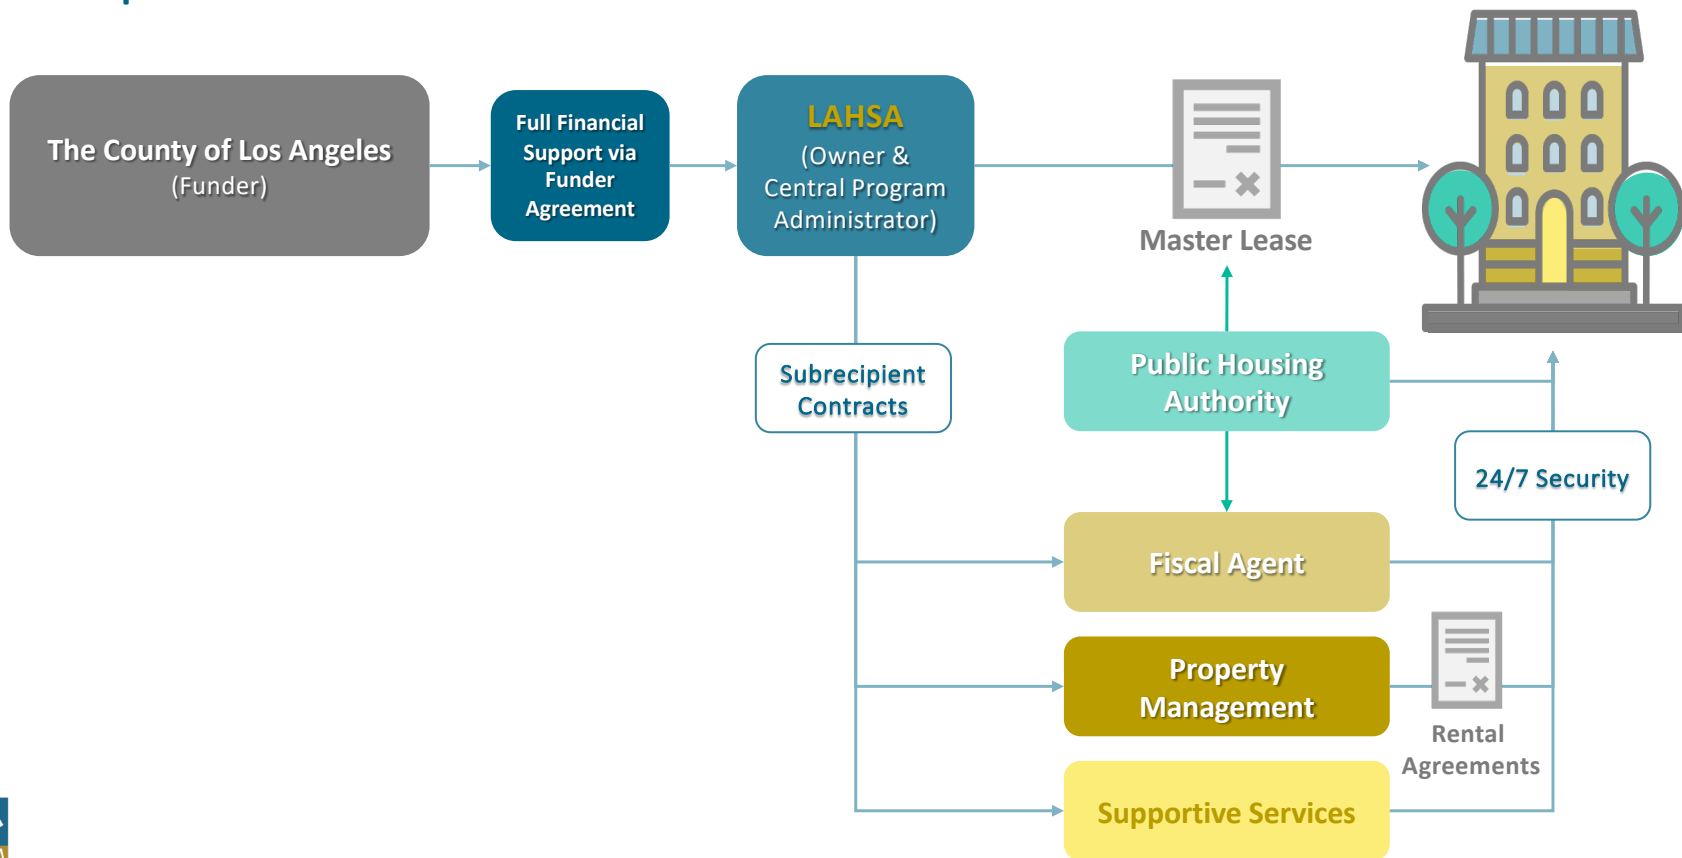 The County of Los Angeles
(Funder)
Full Financial
Support via
Funder
Agreement
LAHSA
(Owner &
Central Program
Administrator)
Master Lease
Subrecipient
Contracts
Public Housing
Authority
24/7 Security
Fiscal Agent
Property
Management
Rental
Agreements
Supportive Services